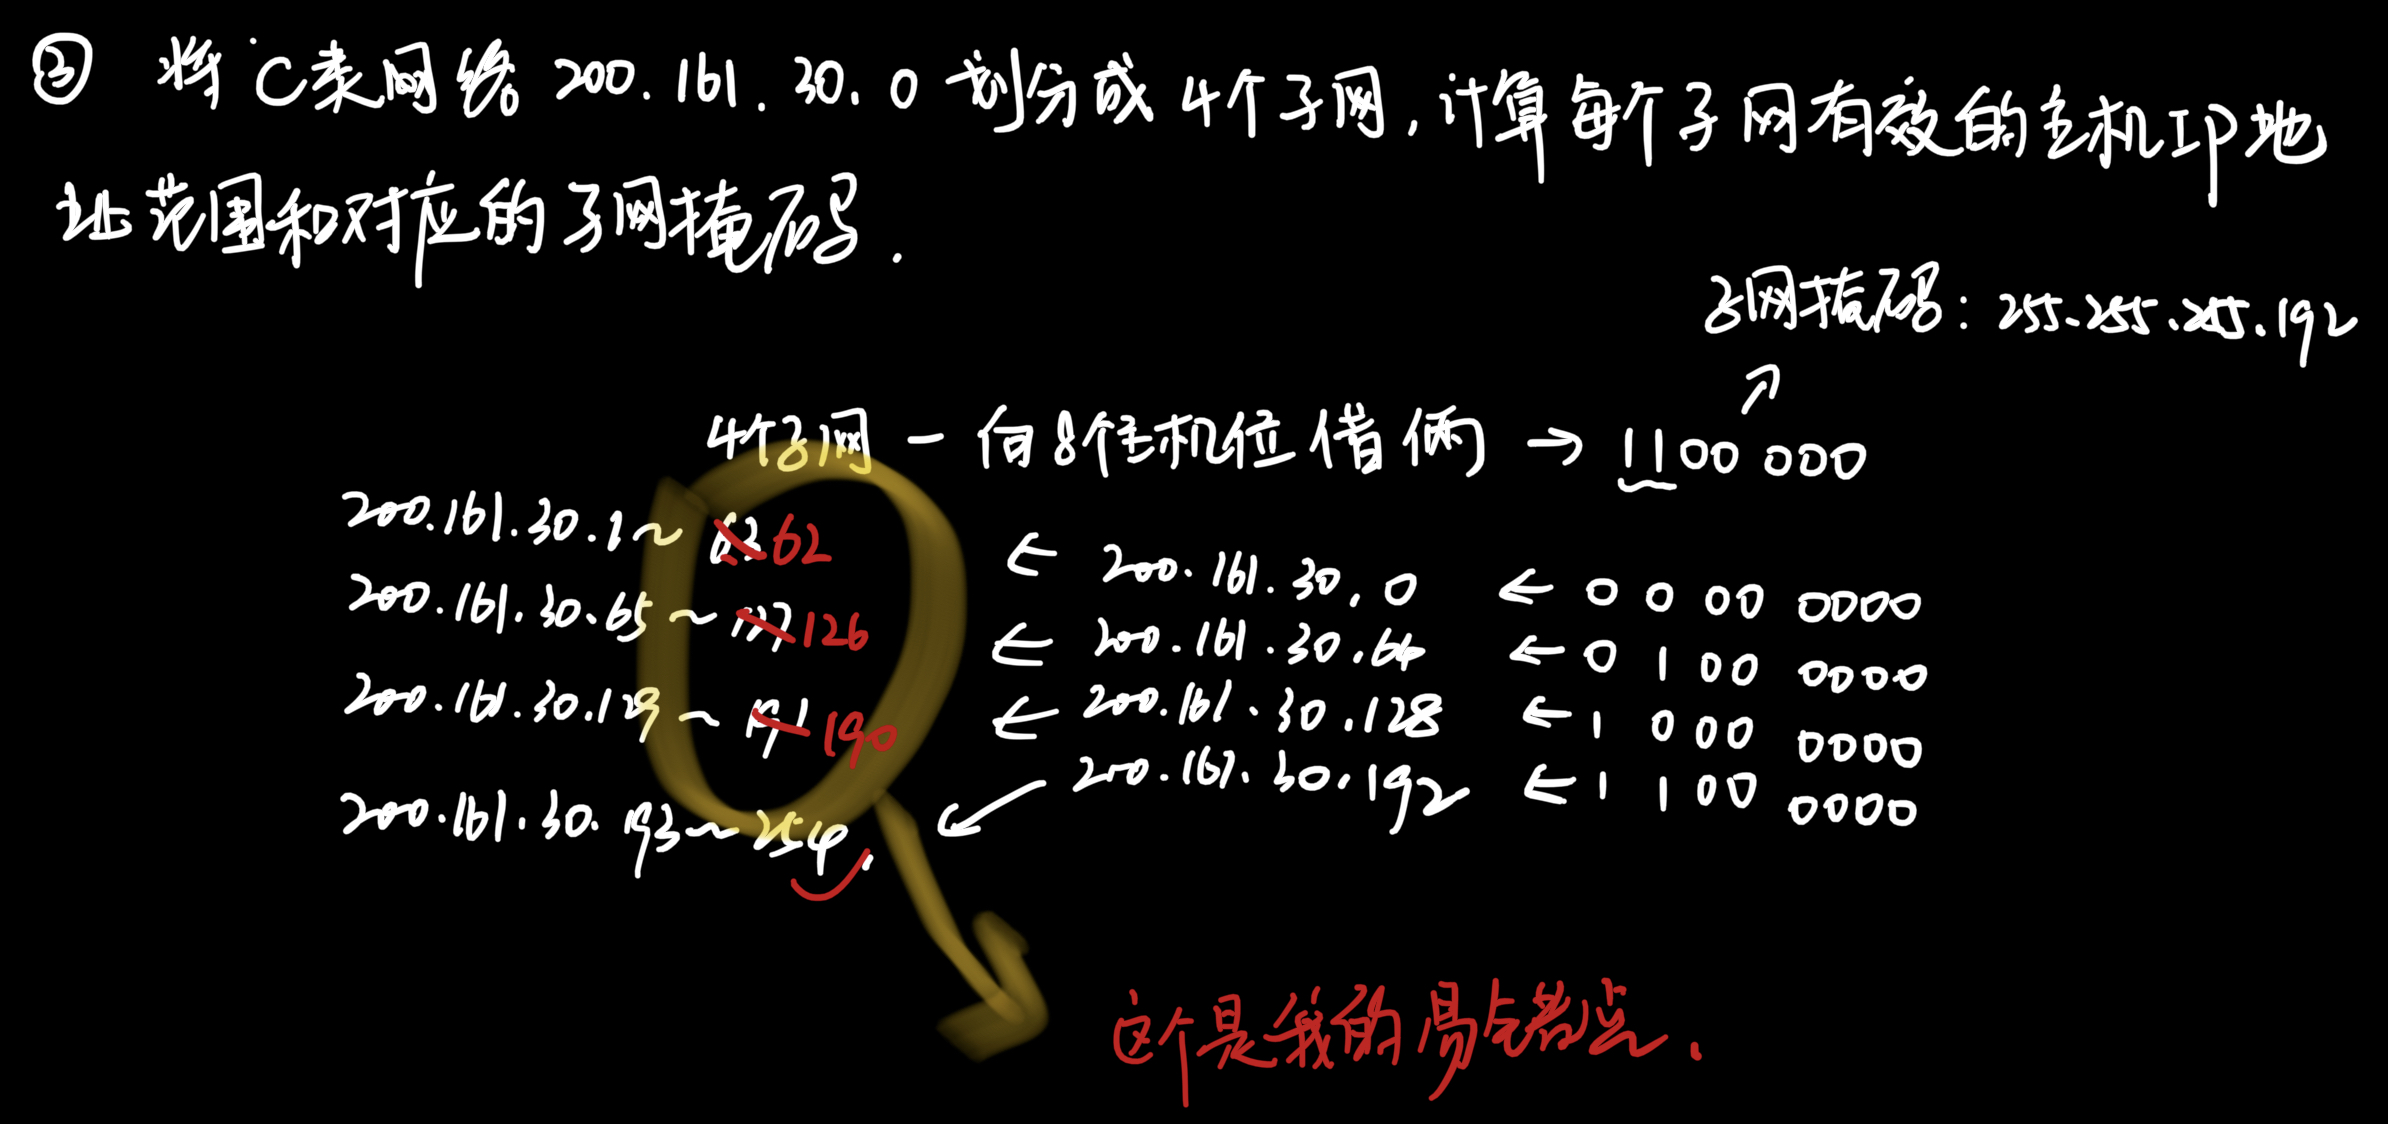 ③ 将C类网络200.161.30.0划分成4个子网,计算每个子网有效的主机IP地
址范围和对应的子网掩码.
子网掩码:255.255.255.192
4个子网-向8个主机位借俩→1100 000
200.161.30.1~ 63 62 ← 200.161.30.0 ← 0 0 00 0000
200.161.30.65~ 127 126 ← 200.161.30.64 ← 0 1 00 0000
200.161.30.129~ 191 190 ← 200.161.30.128 ← 1 0 00 0000
200.161.30.193~254. ← 200.161.30.192 ← 1 1 00 0000
这个是我的易错点.